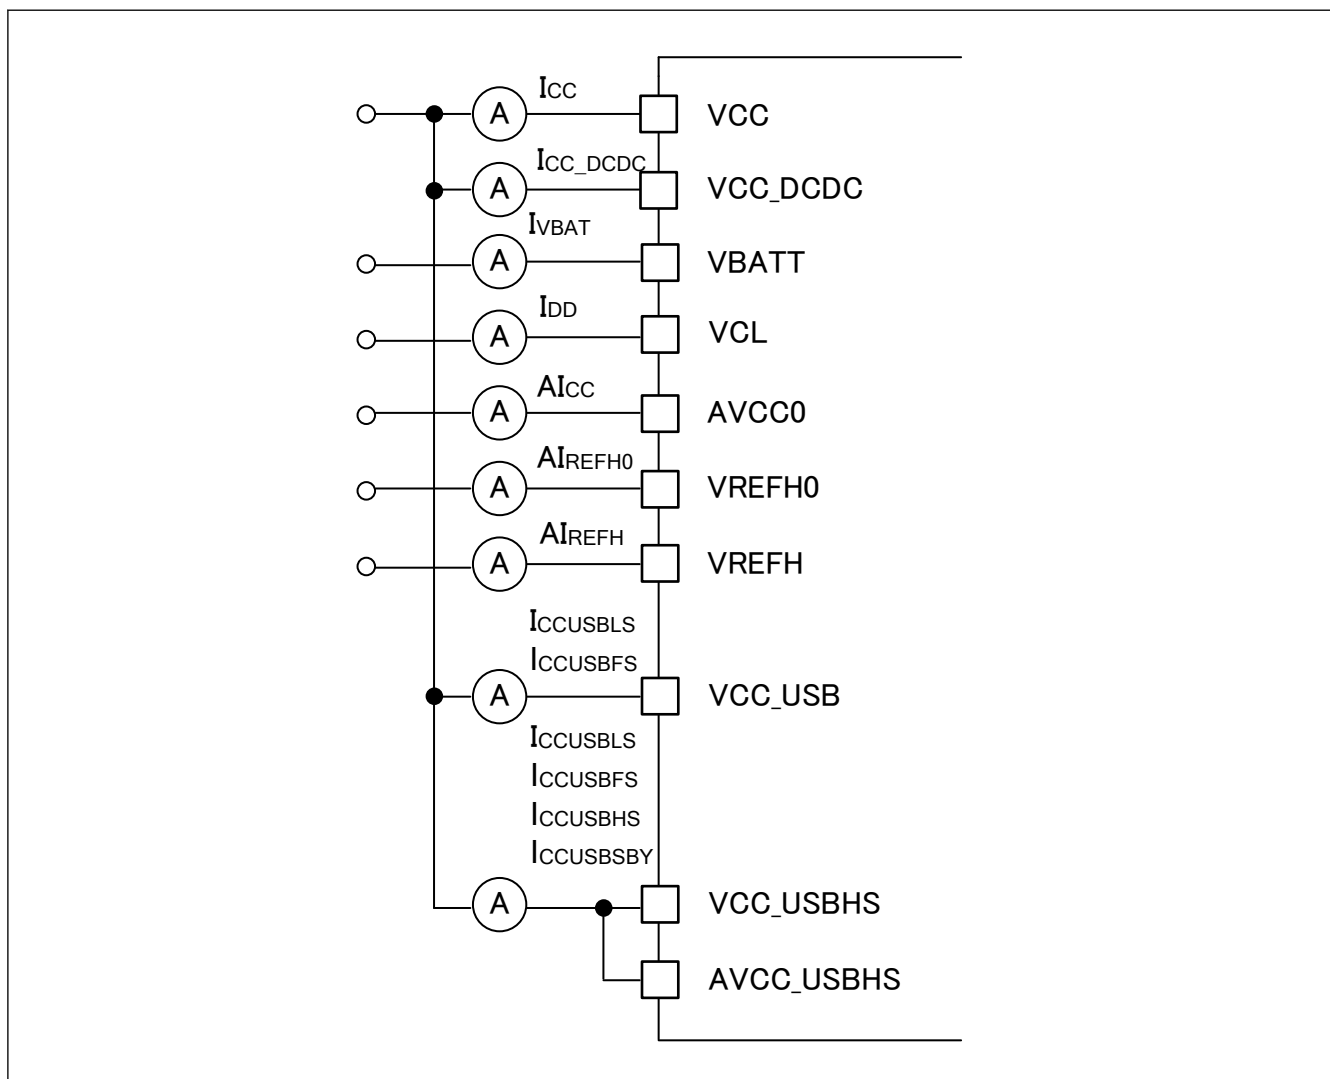 ICC
A VCC
ICC_DCDC
A VCC_DCDC
IVBAT
A VBATT
IDD
A VCL
AICC
A AVCC0
AIREFH0
A VREFH0
AIREFH
A VREFH
ICCUSBLS
ICCUSBFS
A VCC_USB
ICCUSBLS
ICCUSBFS
ICCUSBHS
ICCUSBSBY
A VCC_USBHS
AVCC_USBHS